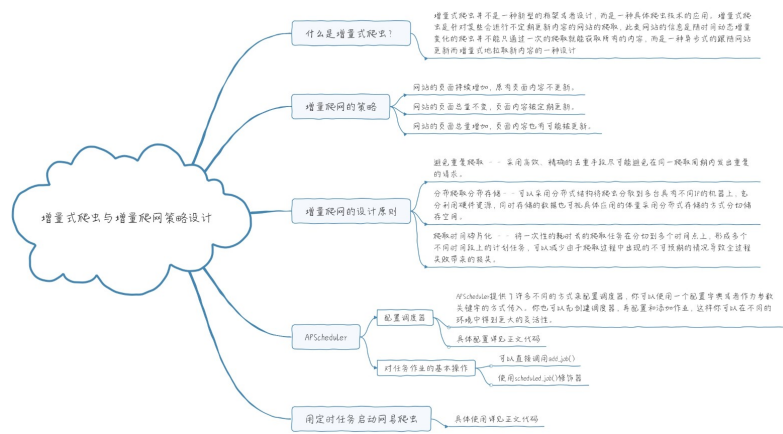 增量式爬虫与增量爬网策略设计
什么是增量式爬虫？
增量式爬虫并不是一种新型的框架或者设计，而是一种具体爬虫技术的应用。增量式爬
虫是针对某些会进行不定期更新内容的网站的爬取，此类网站的信息是随时间动态增量
变化的爬虫并不能只通过一次的爬取就能获取所有的内容，而是一种异步式的跟随网站
更新而增量式地拉取新内容的一种设计
增量爬网的策略
网站的页面持续增加，原有页面内容不更新。
网站的页面总量不变，页面内容被定期更新。
网站的页面总量增加，页面内容也有可能被更新。
增量爬网的设计原则
避免重复爬取 -- 采用高效、精确的去重手段尽可能避免在同一爬取周期内发出重复
的请求。
分布爬取分布存储 -- 可以采用分布式结构将爬虫分散到多台具有不同IP的机器上，充
分利用硬件资源，同时存储的数据也可视具体应用的体量采用分布式存储的方式分切储
存空间。
爬取时间碎片化 -- 将一次性的耗时长的爬取任务在分切到多个时间点上，形成多个
不同时间段上的计划任务，可以减少由于爬取过程中出现的不可预期的情况导致全过程
失败带来的损失。
APScheduler
配置调度器
APScheduler提供了许多不同的方式来配置调度器，你可以使用一个配置字典或者作为参数
关键字的方式传入。你也可以先创建调度器，再配置和添加作业，这样你可以在不同的
环境中得到更大的灵活性。
具体配置详见正文代码
对任务作业的基本操作
可以直接调用add_job()
使用scheduled_job()修饰器
用定时任务启动网易爬虫
具体使用详见正文代码